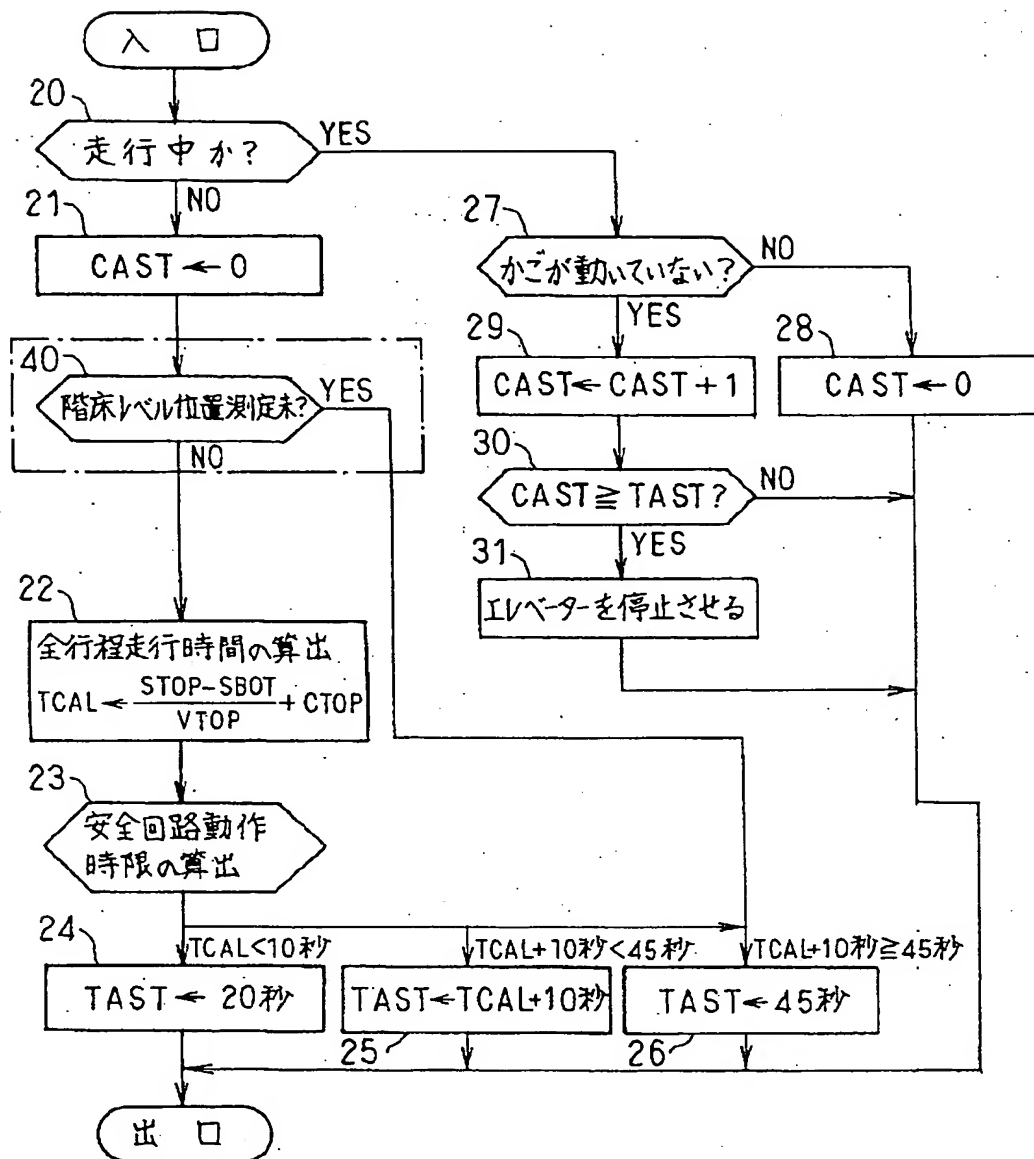 入 口
20
走行中か?
YES
NO
21
CAST ← 0
27
かごが動いていない?
NO
YES
40
階床レベル位置測定未?
YES
NO
29
CAST ← CAST + 1
28
CAST ← 0
30
CAST ≧ TAST?
NO
YES
31
エレベーターを停止させる
22
全行程走行時間の算出
TCAL ← STOP-SBOT / VTOP + CTOP
23
安全回路動作
時限の算出
24
TCAL<10秒
TCAL+10秒<45秒
TCAL+10秒≧45秒
TAST ← 20秒
TAST←TCAL+10秒
TAST ← 45秒
25
26
出 口